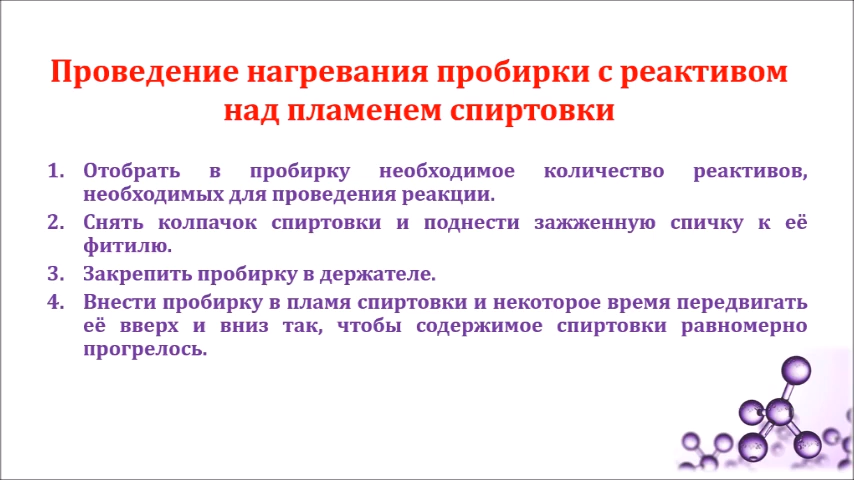 Проведение нагревания пробирки с реактивом
над пламенем спиртовки
1. Отобрать в пробирку необходимое количество реактивов,
необходимых для проведения реакции.
2. Снять колпачок спиртовки и поднести зажженную спичку к её
фитилю.
3. Закрепить пробирку в держателе.
4. Внести пробирку в пламя спиртовки и некоторое время передвигать
её вверх и вниз так, чтобы содержимое спиртовки равномерно
прогрелось.